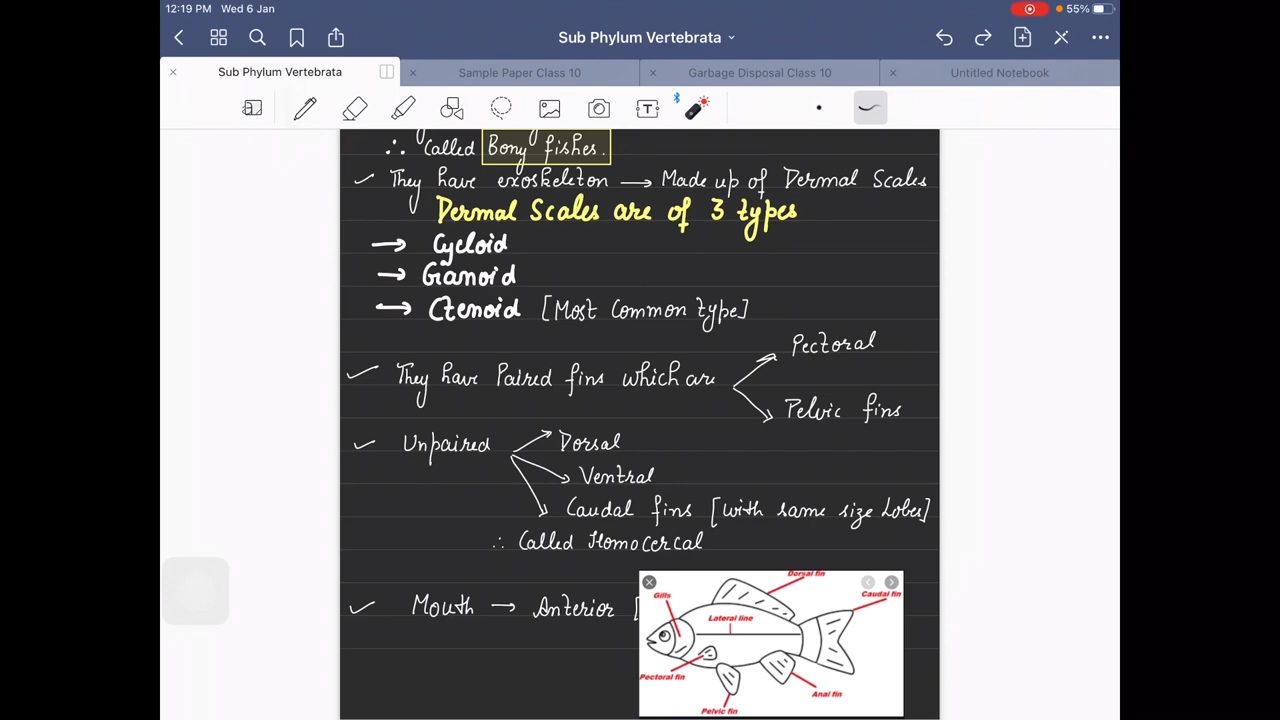 12:19 PM Wed 6 Jan
55%
Sub Phylum Vertebrata
Sub Phylum Vertebrata
Sample Paper Class 10
Garbage Disposal Class 10
Untitled Notebook
∴ Called Bony fishes.
They have exoskeleton → Made up of Dermal Scales
Dermal Scales are of 3 types
→ Cycloid
→ Ganoid
→ Ctenoid [Most Common type]
They have Paired fins which are
Pectoral
Pelvic fins
Unpaired
Dorsal
Ventral
Caudal fins [with same size Lobes]
∴ Called Homocercal
Mouth → Anterior [
Dorsal fin
Caudal fin
Gills
Lateral line
Pectoral fin
Anal fin
Pelvic fin